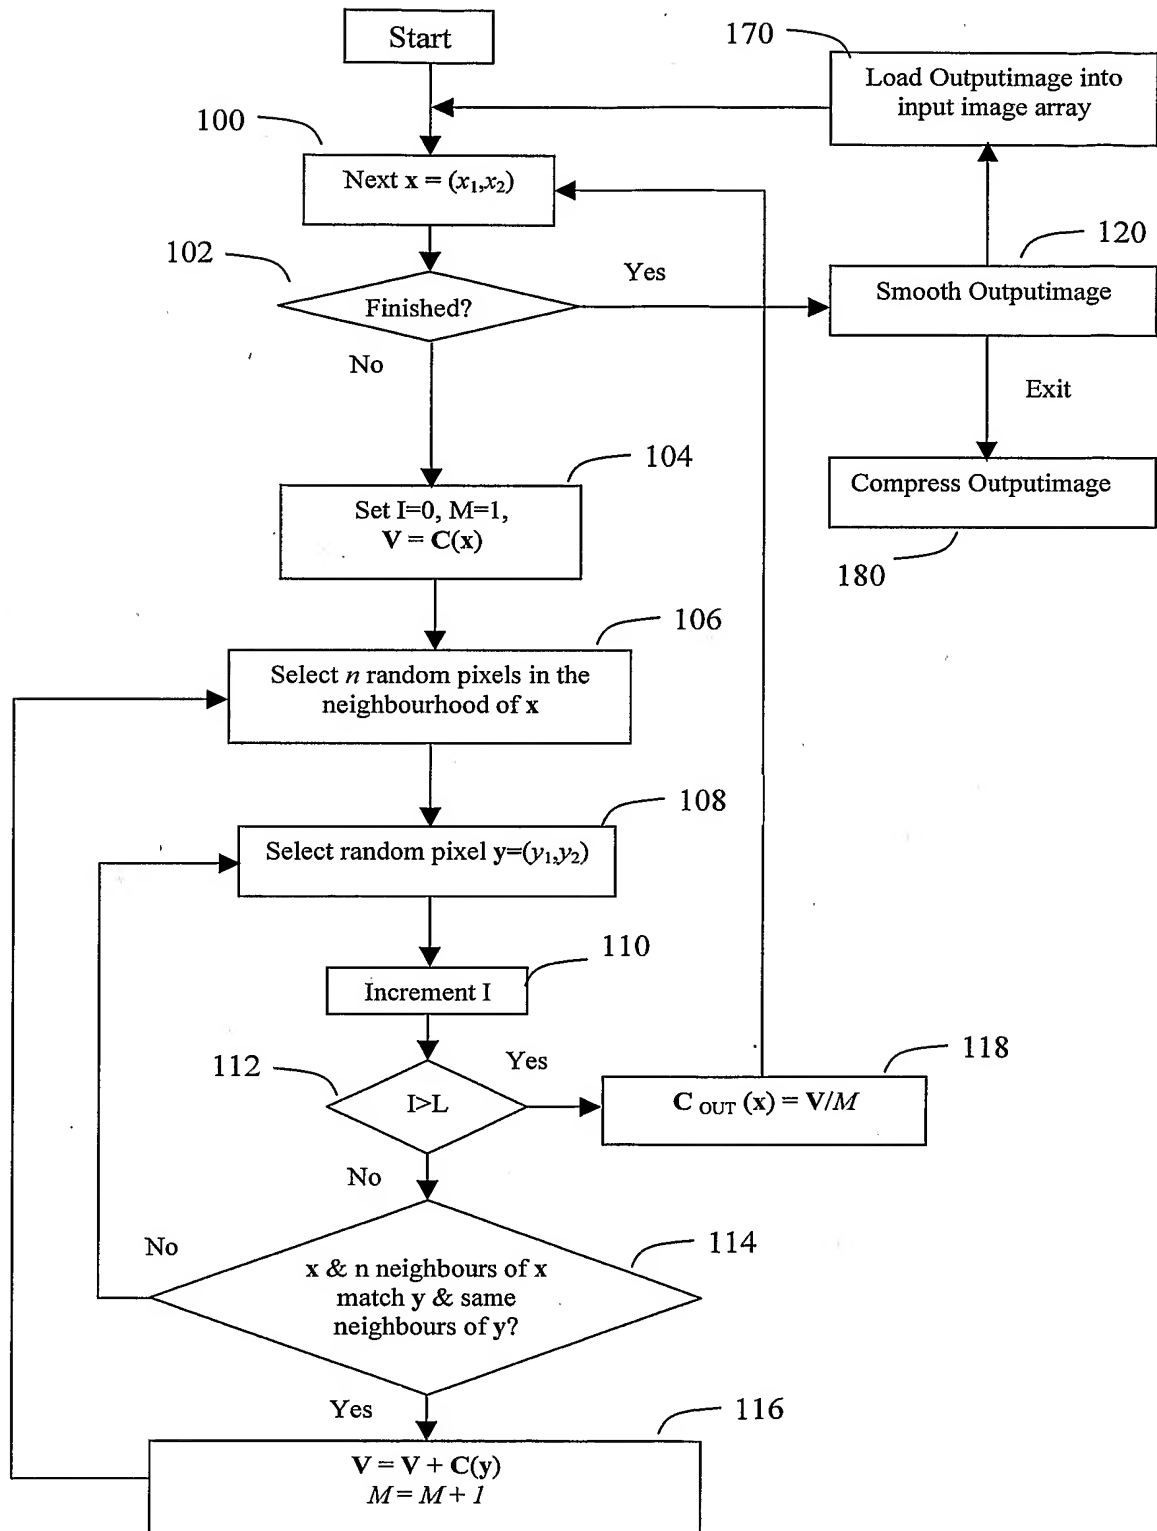 Start
170
Load Outputimage into
input image array
100
Next x = (x₁,x₂)
102
Finished?
Yes
120
Smooth Outputimage
No
Exit
104
Set I=0, M=1,
V = C(x)
Compress Outputimage
180
106
Select n random pixels in the
neighbourhood of x
108
Select random pixel y=(y₁,y₂)
110
Increment I
112
I>L
Yes
118
C OUT (x) = V/M
No
No
114
x & n neighbours of x
match y & same
neighbours of y?
Yes
116
V = V + C(y)
M = M + 1